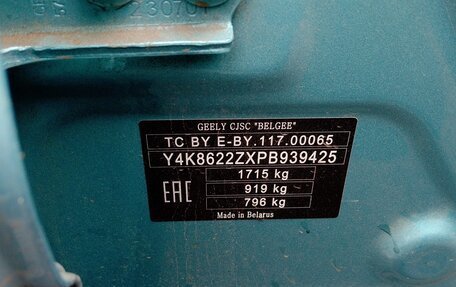 230701
GEELY CJSC "BELGEE"
TC BY E-BY.117.00065
Y4K8622ZXPB939425
1715 kg
919 kg
796 kg
EAC
Made in Belarus